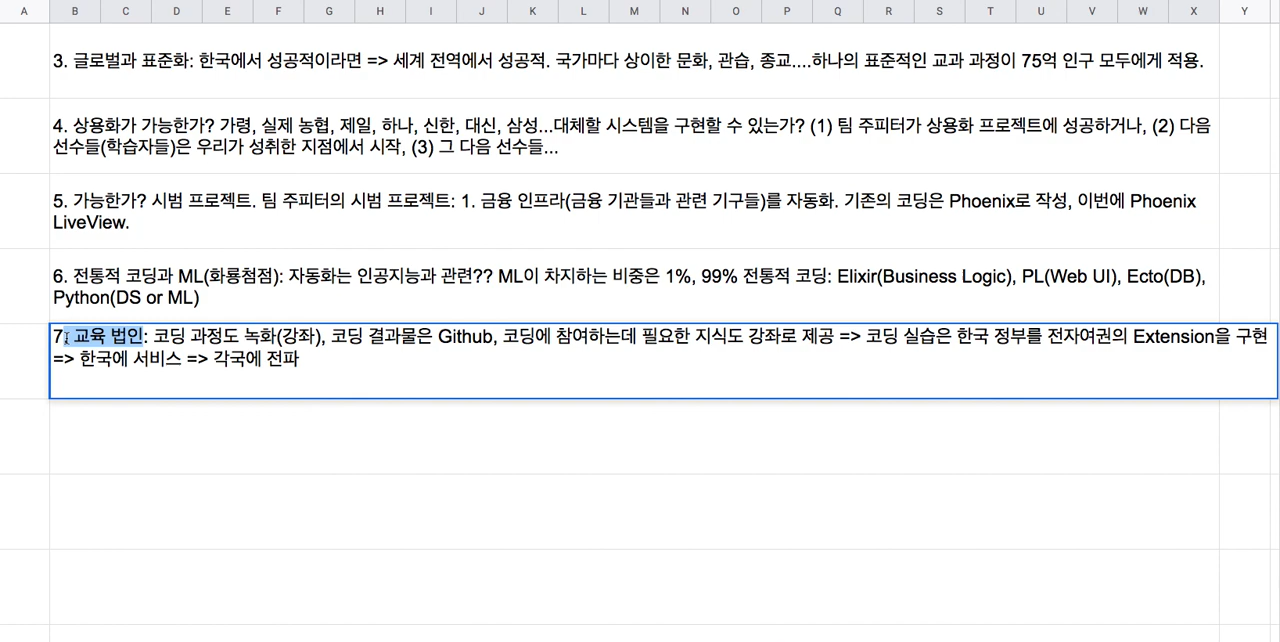 A B C D E F G H I J K L M N O P Q R S T U V W X Y
3. 글로벌과 표준화: 한국에서 성공적이라면 => 세계 전역에서 성공적. 국가마다 상이한 문화, 관습, 종교....하나의 표준적인 교과 과정이 75억 인구 모두에게 적용.
4. 상용화가 가능한가? 가령, 실제 농협, 제일, 하나, 신한, 대신, 삼성...대체할 시스템을 구현할 수 있는가? (1) 팀 주피터가 상용화 프로젝트에 성공하거나, (2) 다음
선수들(학습자들)은 우리가 성취한 지점에서 시작, (3) 그 다음 선수들...
5. 가능한가? 시범 프로젝트. 팀 주피터의 시범 프로젝트: 1. 금융 인프라(금융 기관들과 관련 기구들)를 자동화. 기존의 코딩은 Phoenix로 작성, 이번에 Phoenix
LiveView.
6. 전통적 코딩과 ML(화룡첨점): 자동화는 인공지능과 관련?? ML이 차지하는 비중은 1%, 99% 전통적 코딩: Elixir(Business Logic), PL(Web UI), Ecto(DB),
Python(DS or ML)
7. 교육 법인: 코딩 과정도 녹화(강좌), 코딩 결과물은 Github, 코딩에 참여하는데 필요한 지식도 강좌로 제공 => 코딩 실습은 한국 정부를 전자여권의 Extension을 구현
=> 한국에 서비스 => 각국에 전파